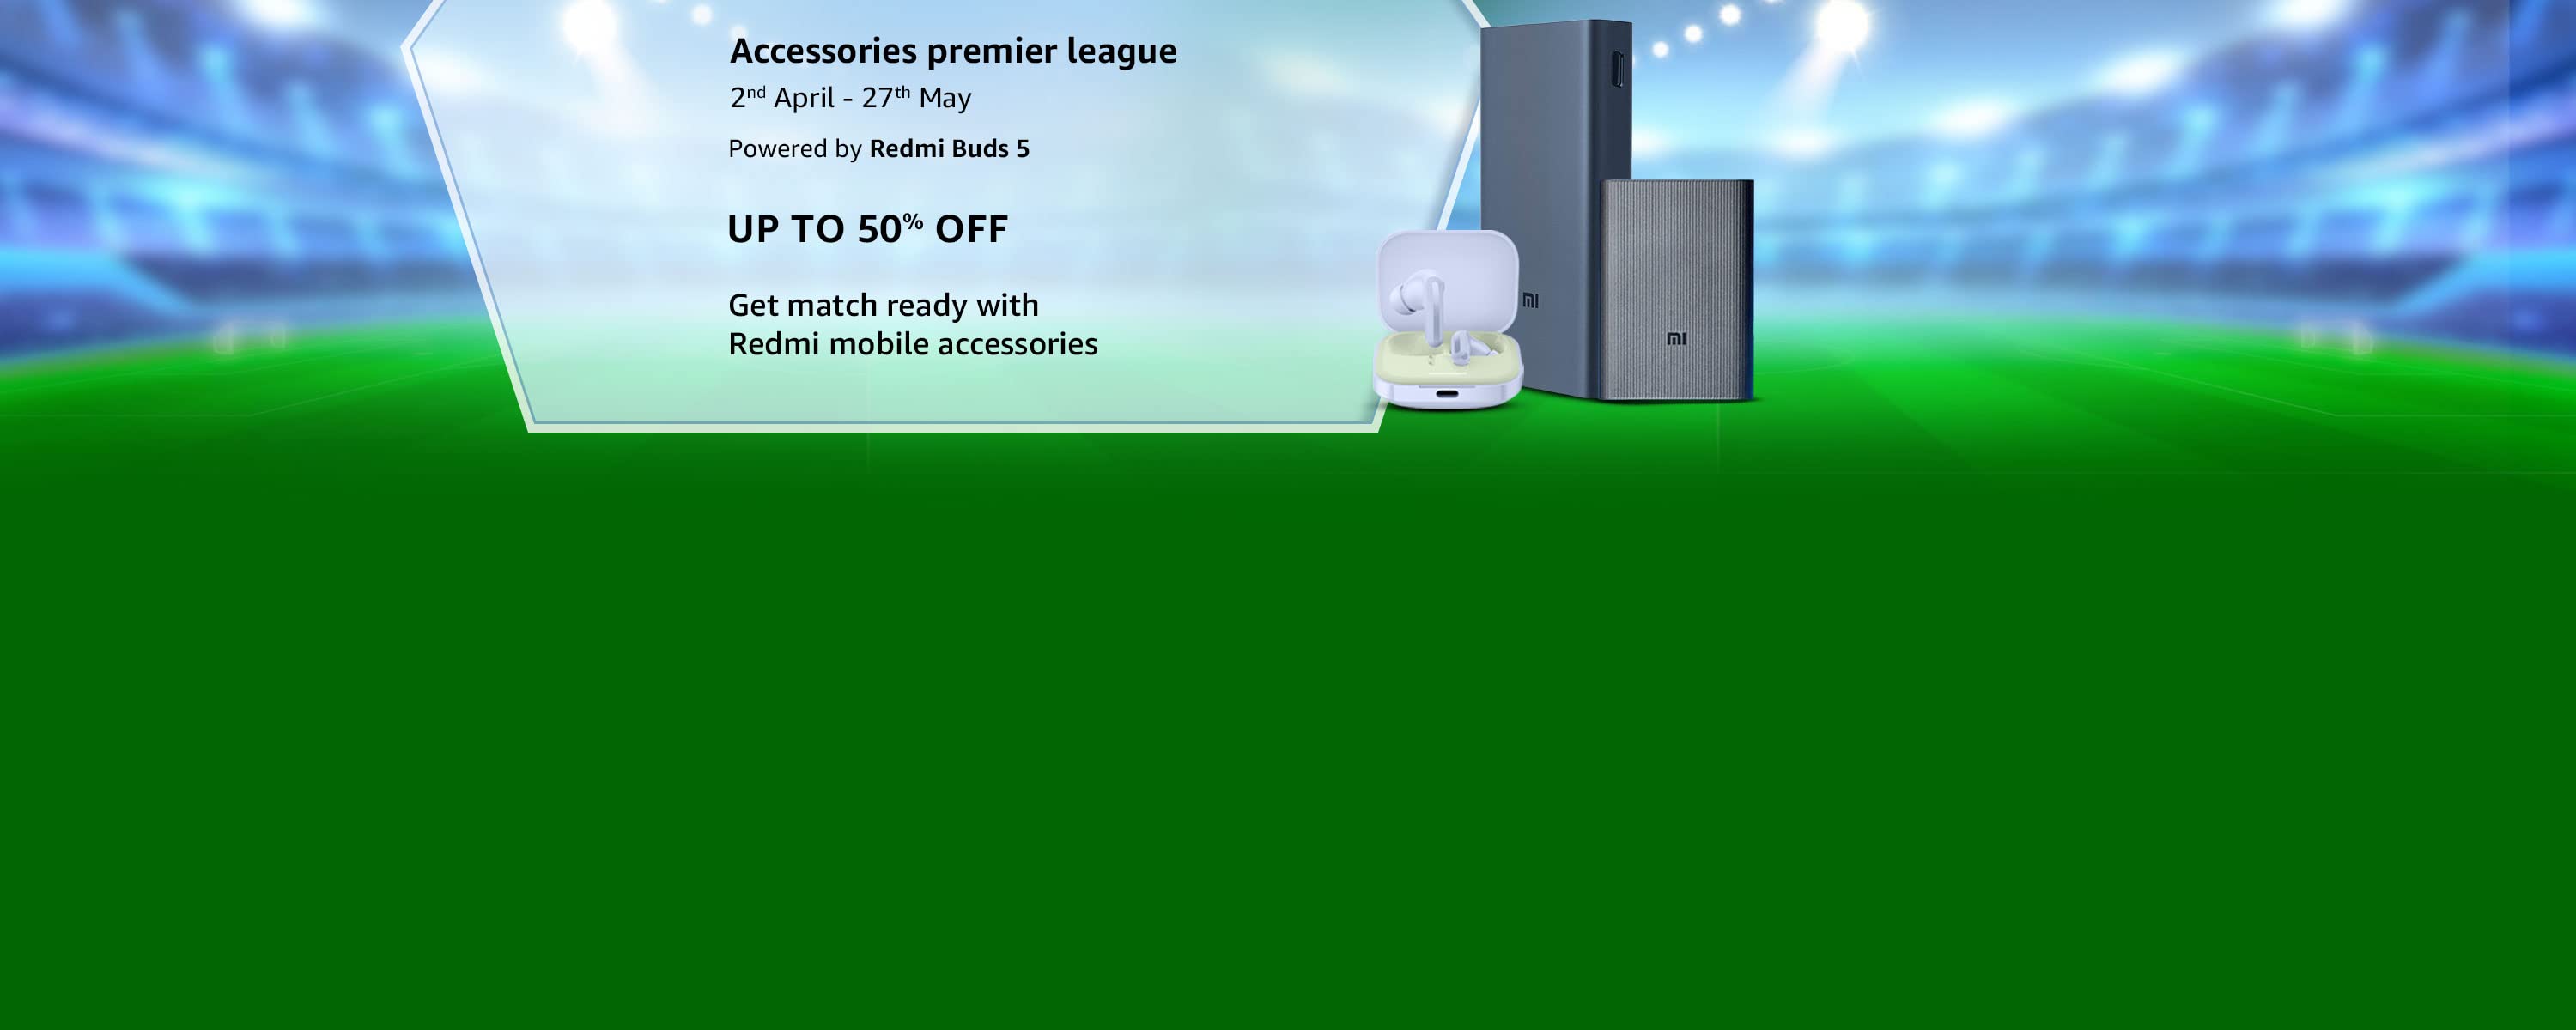 Accessories premier league
2nd April - 27th May
Powered by Redmi Buds 5
UP TO 50% OFF
Get match ready with
Redmi mobile accessories
mi
mi